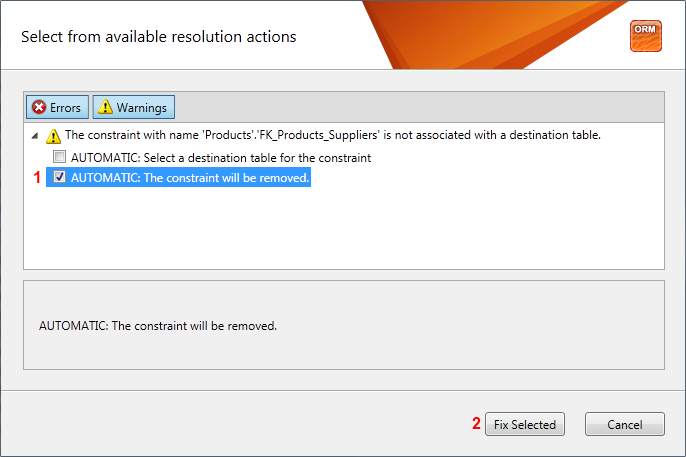 Select from available resolution actions
ORM
Errors
Warnings
The constraint with name 'Products'.'FK_Products_Suppliers' is not associated with a destination table.
AUTOMATIC: Select a destination table for the constraint
1 AUTOMATIC: The constraint will be removed.
AUTOMATIC: The constraint will be removed.
2 Fix Selected
Cancel